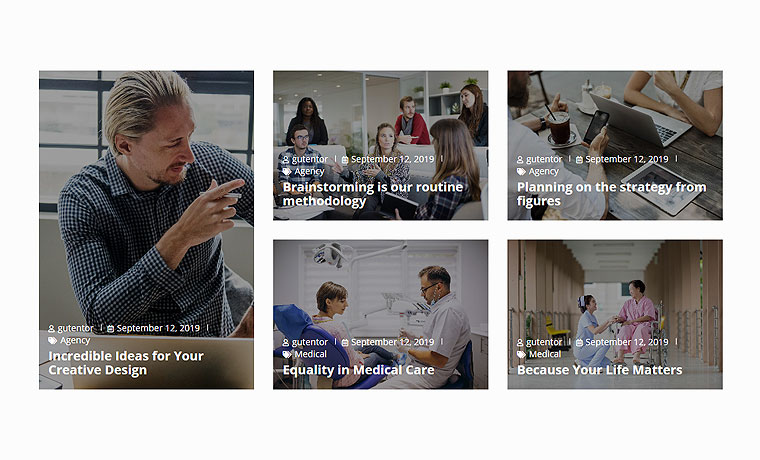 gutentor | September 12, 2019 |
Agency
Incredible Ideas for Your
Creative Design
gutentor | September 12, 2019 |
Agency
Brainstorming is our routine
methodology
gutentor | September 12, 2019 |
Agency
Planning on the strategy from
figures
gutentor | September 12, 2019 |
Medical
Equality in Medical Care
gutentor | September 12, 2019 |
Medical
Because Your Life Matters